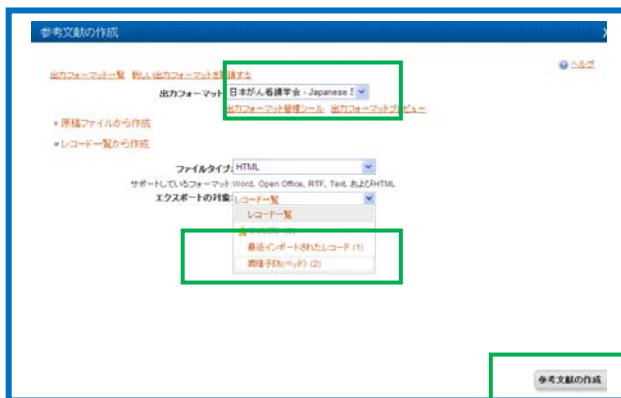 参考文献の作成 X
ヘルプ
出力フォーマット一覧 新しい出力フォーマットを
する
出力フォーマット 日本がん看護学会 - Japanese S
出力フォーマット管理ツール 出力フォーマットプレビュー
原稿ファイルから作成
レコード一覧から作成
ファイルタイプ: HTML
サポートしているフォーマット:Word, Open Office, RTF, Text, およびHTML
エクスポートの対象: レコード一覧
レコード一覧
最近インポートされたレコード (1)
(2)
参考文献の作成